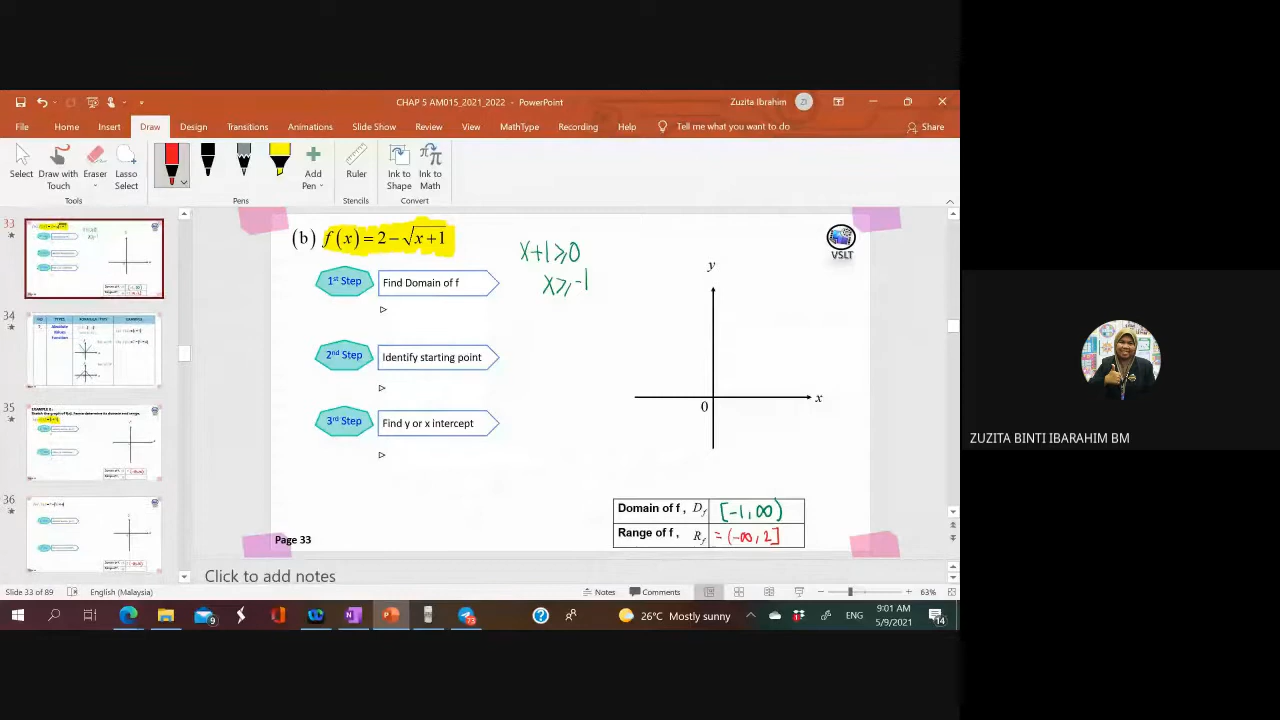 CHAP 5 AM015_2021_2022 - PowerPoint
Zuzita Ibrahim
File Home Insert Draw Design Transitions Animations Slide Show Review View MathType Recording Help Tell me what you want to do Share
Select Draw with Touch Eraser Lasso Select Add Pen Ruler Ink to Shape Ink to Math
Tools Pens Stencils Convert
33
34
35
36
(b) f(x) = 2 − √x+1
x+1 ⩾ 0
x ⩾ -1
VSLT
1st Step Find Domain of f
2nd Step Identify starting point
3rd Step Find y or x intercept
y
0
x
Domain of f , Df [-1, ∞)
Range of f , Rf = (-∞, 2]
Page 33
Click to add notes
Slide 33 of 89 English (Malaysia) Notes Comments 63%
26°C Mostly sunny ENG 9:01 AM
5/9/2021
ZUZITA BINTI IBARAHIM BM